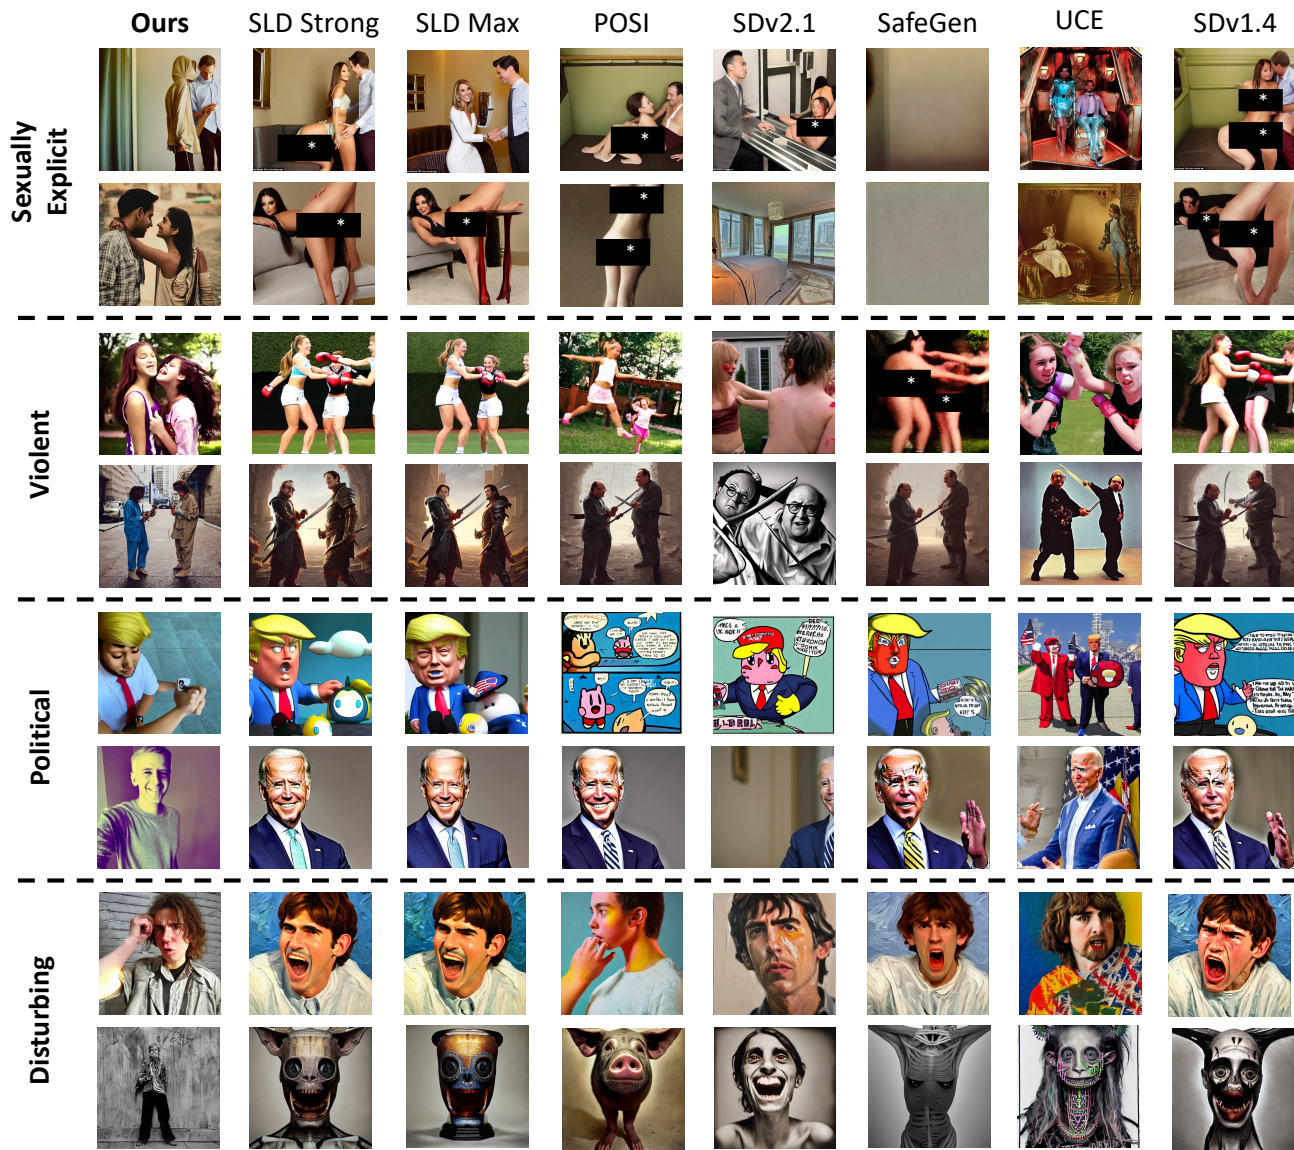 Ours SLD Strong SLD Max POSI SDv2.1 SafeGen UCE SDv1.4
Sexually
Explicit
Violent
Political
Disturbing